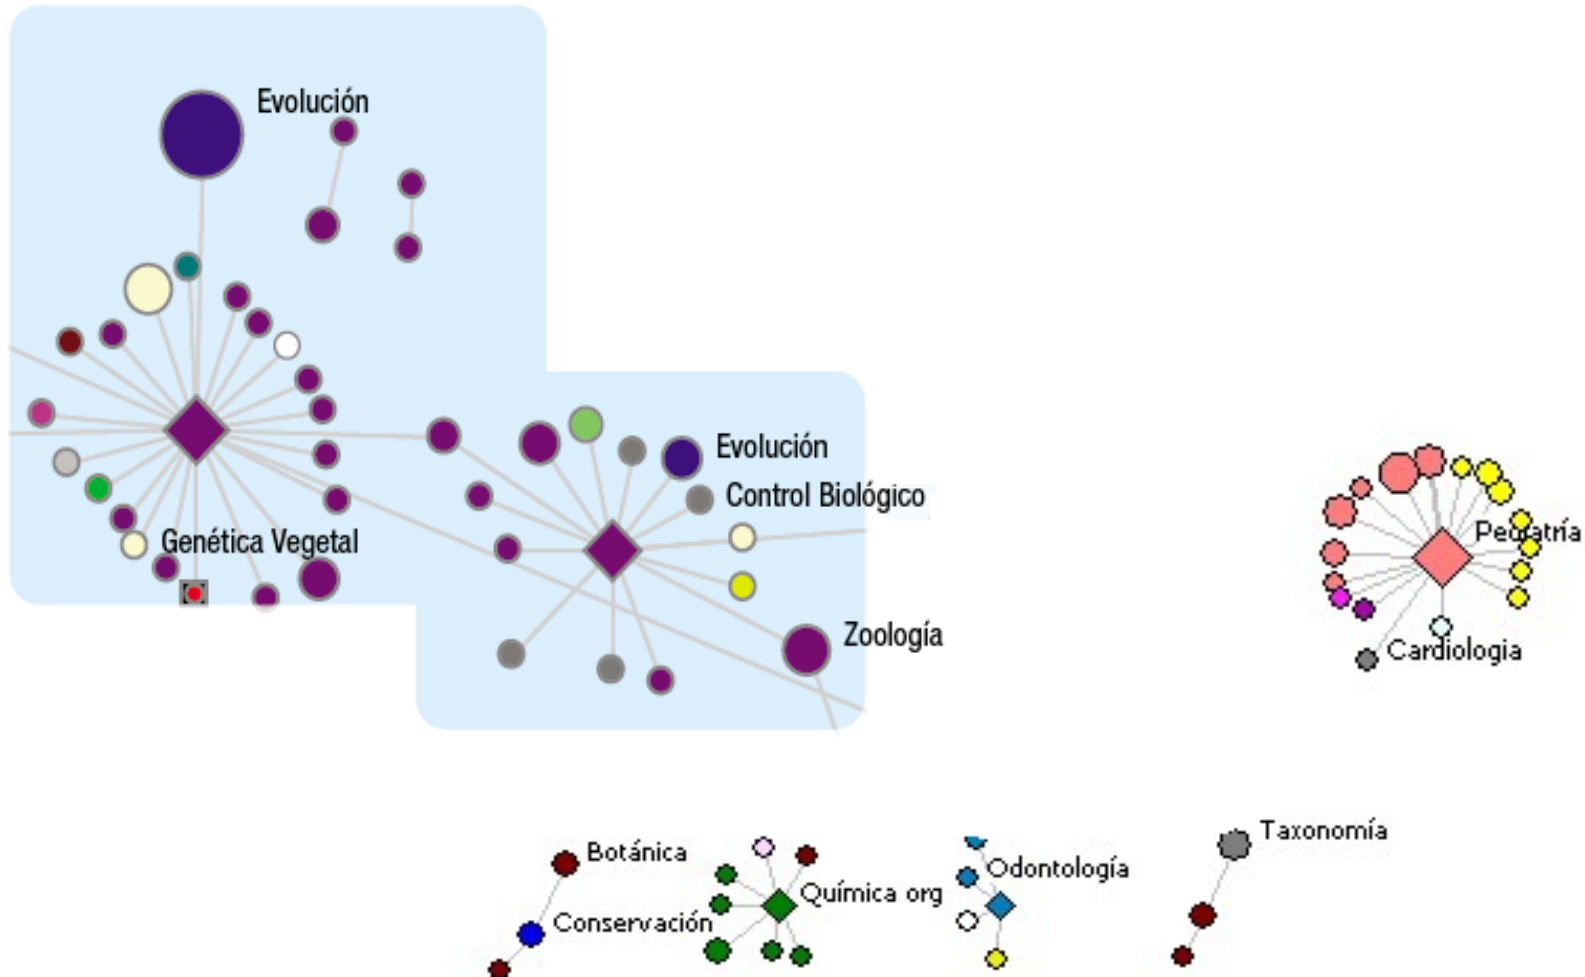 Evolución
Evolución
Control Biológico
Genética Vegetal
Pediatría
Zoología
Cardiologia
Taxonomía
Botánica
Odontología
Química org
Conservación